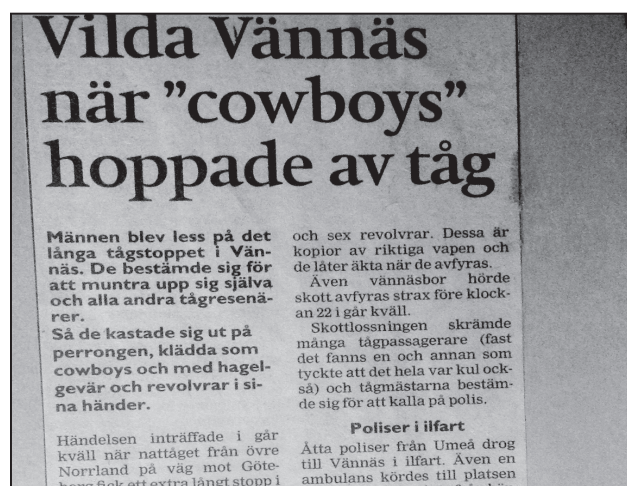 Vilda Vännäs
när ”cowboys”
hoppade av tåg
Männen blev less på det
långa tågstoppet i Vän-
näs. De bestämde sig för
att muntra upp sig själva
och alla andra tågresenä-
rer.
Så de kastade sig ut på
perrongen, klädda som
cowboys och med hagel-
gevär och revolvrar i si-
na händer.
Händelsen inträffade i går
kväll när nattåget från övre
Norrland på väg mot Göte-
borg fick ett extra långt stopp i
och sex revolvrar. Dessa är
kopior av riktiga vapen och
de låter äkta när de avfyras.
Även vännäsbor hörde
skott avfyras strax före klock-
an 22 i går kväll.
Skottlossningen skrämde
många tågpassagerare (fast
det fanns en och annan som
tyckte att det hela var kul ock-
så) och tågmästarna bestäm-
de sig för att kalla på polis.
Poliser i ilfart
Åtta poliser från Umeå drog
till Vännäs i ilfart. Även en
ambulans kördes till platsen